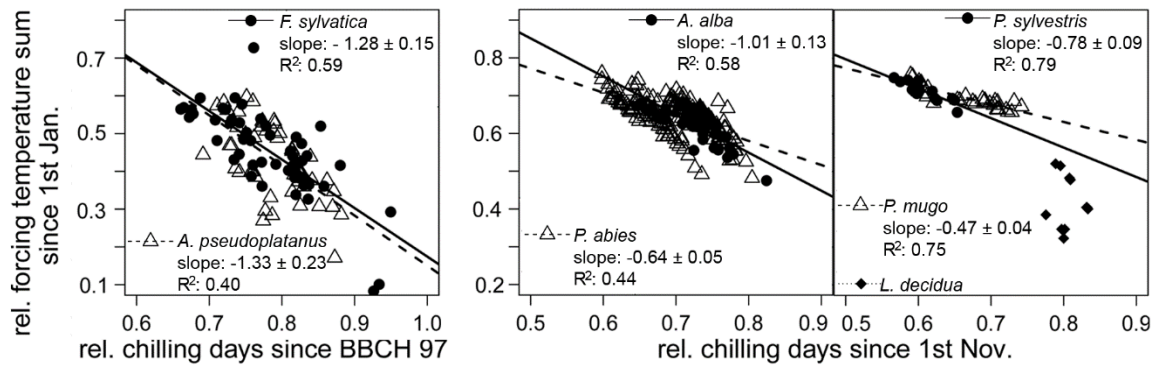 rel. forcing temperature sum
since 1st Jan.
0.7
0.5
0.3
0.1
F. sylvatica
slope: - 1.28 ± 0.15
R²: 0.59
A. pseudoplatanus
slope: -1.33 ± 0.23
R²: 0.40
0.6 0.7 0.8 0.9 1.0
rel. chilling days since BBCH 97
0.8
0.6
0.4
0.2
A. alba
slope: -1.01 ± 0.13
R²: 0.58
P. abies
slope: -0.64 ± 0.05
R²: 0.44
0.5 0.6 0.7 0.8 0.9
P. sylvestris
slope: -0.78 ± 0.09
R²: 0.79
P. mugo
slope: -0.47 ± 0.04
R²: 0.75
L. decidua
0.5 0.6 0.7 0.8 0.9
rel. chilling days since 1st Nov.